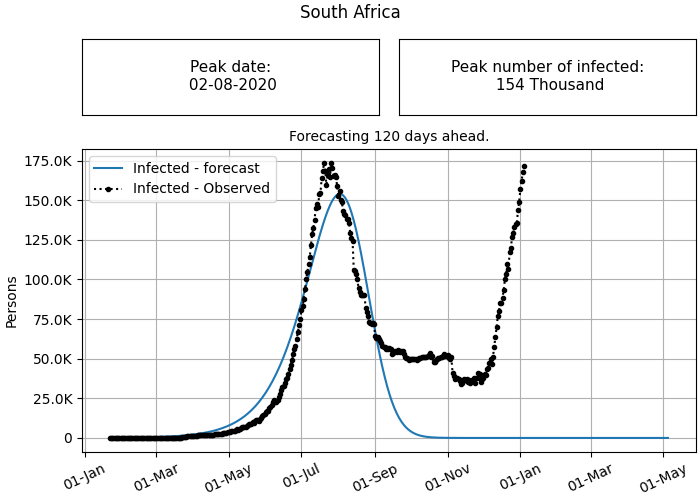 South Africa
Peak date:
02-08-2020
Peak number of infected:
154 Thousand
Forecasting 120 days ahead.
Infected - forecast
Infected - Observed
Persons
175.0K
150.0K
125.0K
100.0K
75.0K
50.0K
25.0K
0
01-Jan
01-Mar
01-May
01-Jul
01-Sep
01-Nov
01-Jan
01-Mar
01-May